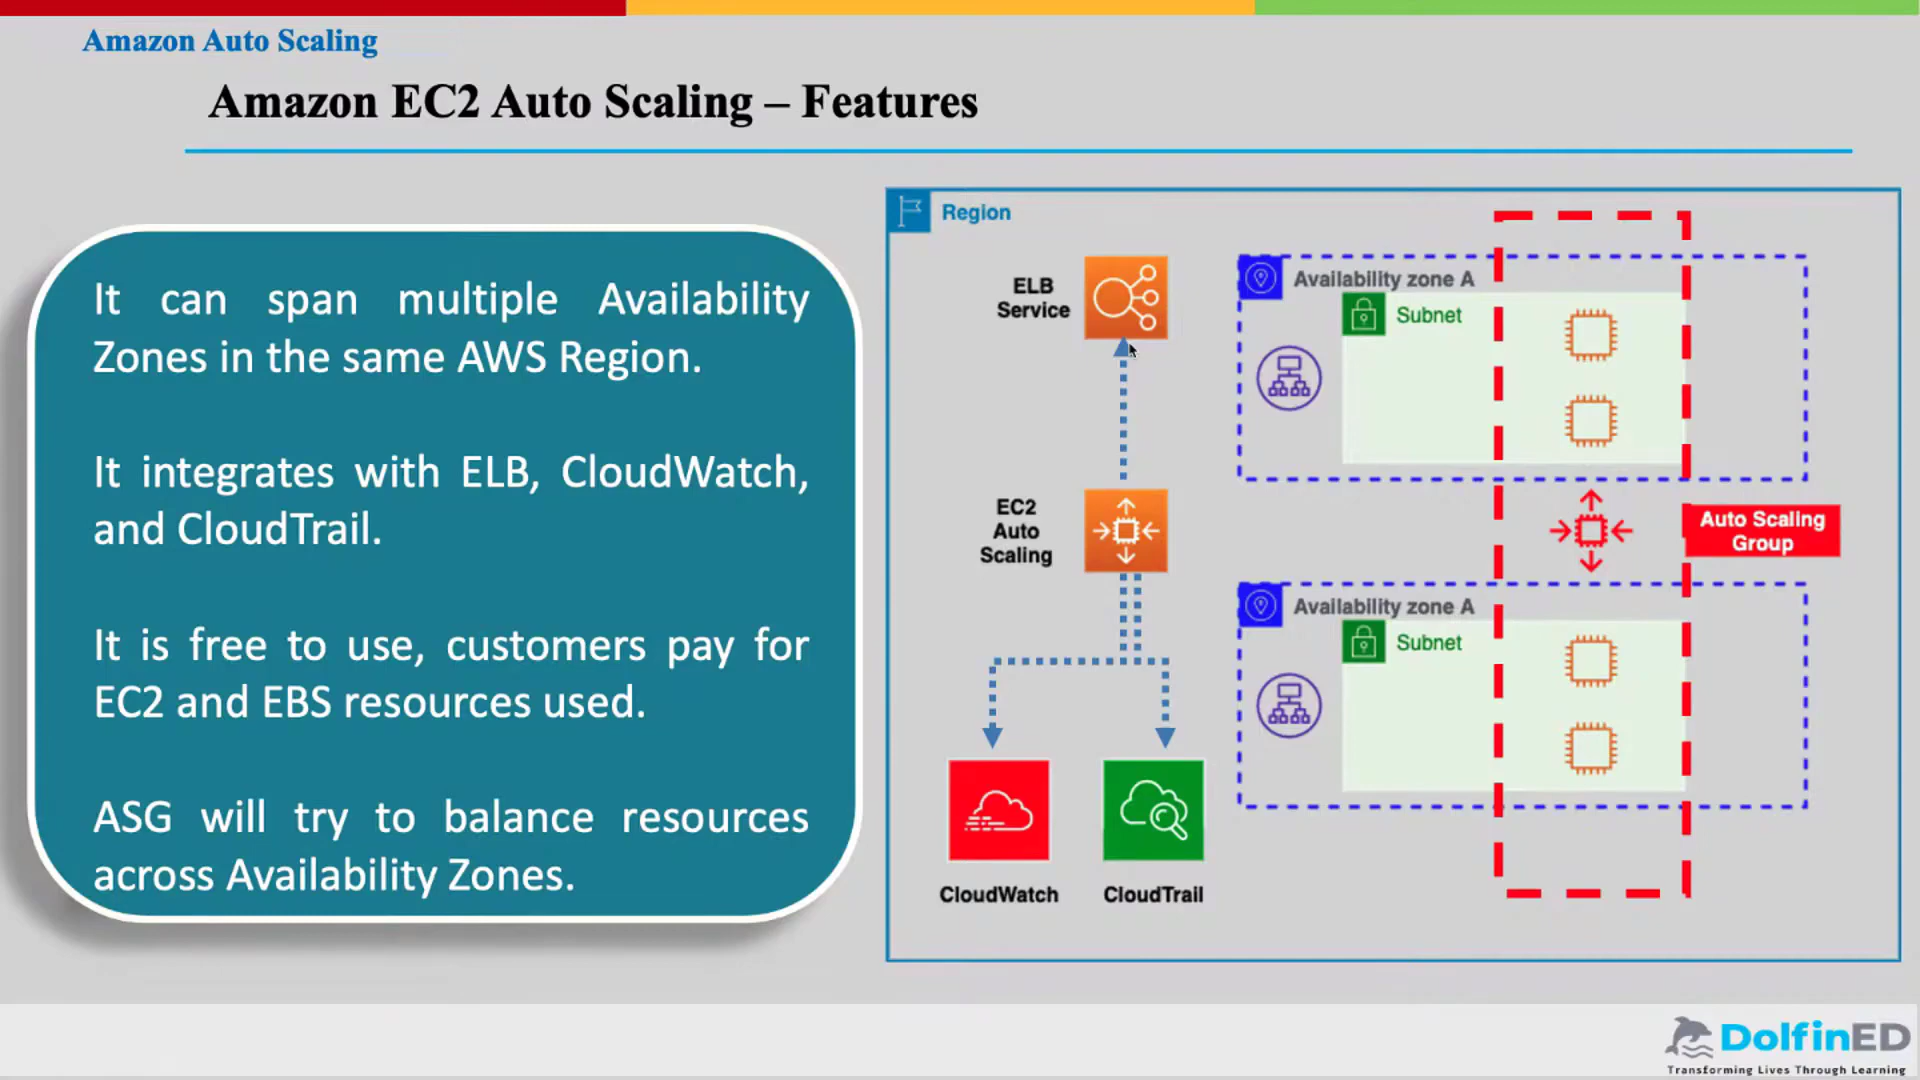 Amazon Auto Scaling
Amazon EC2 Auto Scaling – Features
It can span multiple Availability
Zones in the same AWS Region.
It integrates with ELB, CloudWatch,
and CloudTrail.
It is free to use, customers pay for
EC2 and EBS resources used.
ASG will try to balance resources
across Availability Zones.
Region
ELB
Service
EC2
Auto
Scaling
CloudWatch
CloudTrail
Availability zone A
Subnet
Auto Scaling
Group
Availability zone A
Subnet
DolfinED
Transforming Lives Through Learning